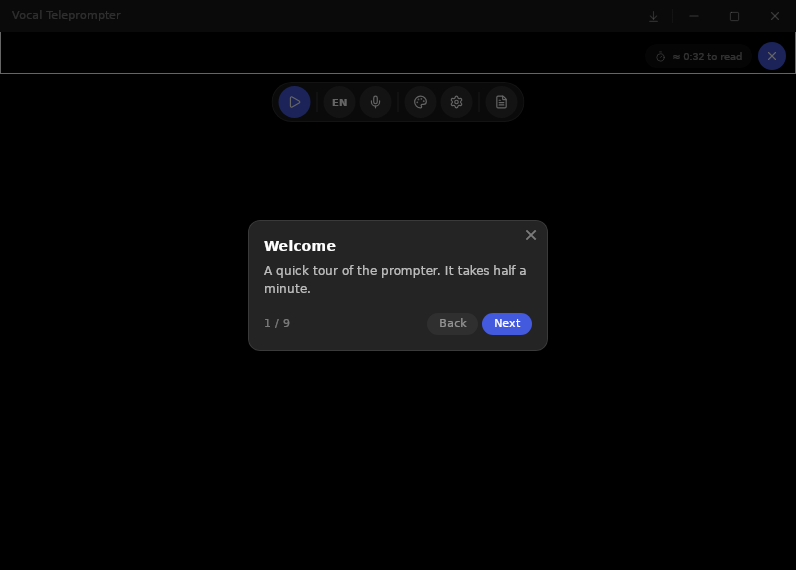 Vocal Teleprompter
≈ 0:32 to read
EN
Welcome
A quick tour of the prompter. It takes half a
minute.
1 / 9
Back
Next